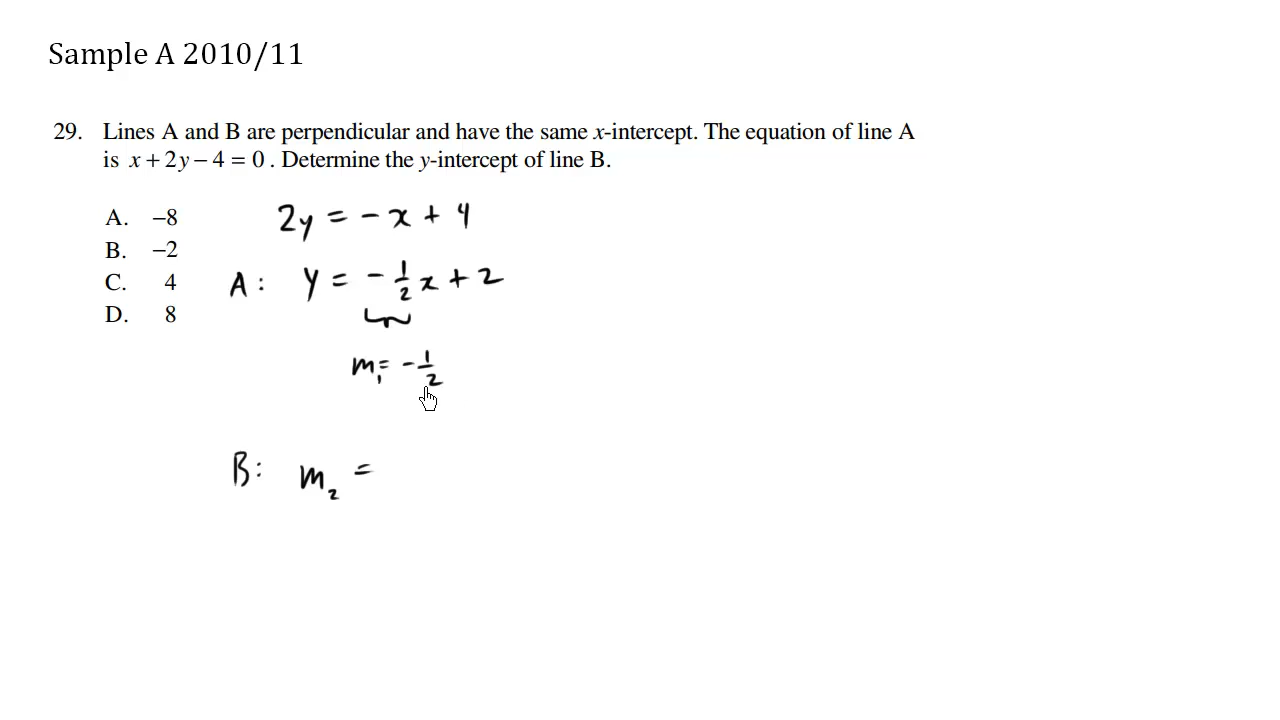 Sample A 2010/11
29. Lines A and B are perpendicular and have the same x-intercept. The equation of line A
is x + 2y − 4 = 0. Determine the y-intercept of line B.
A. −8
B. −2
C. 4
D. 8
2y = -x + 4
A: y = -1/2 x + 2
m₁ = -1/2
B: m₂ =